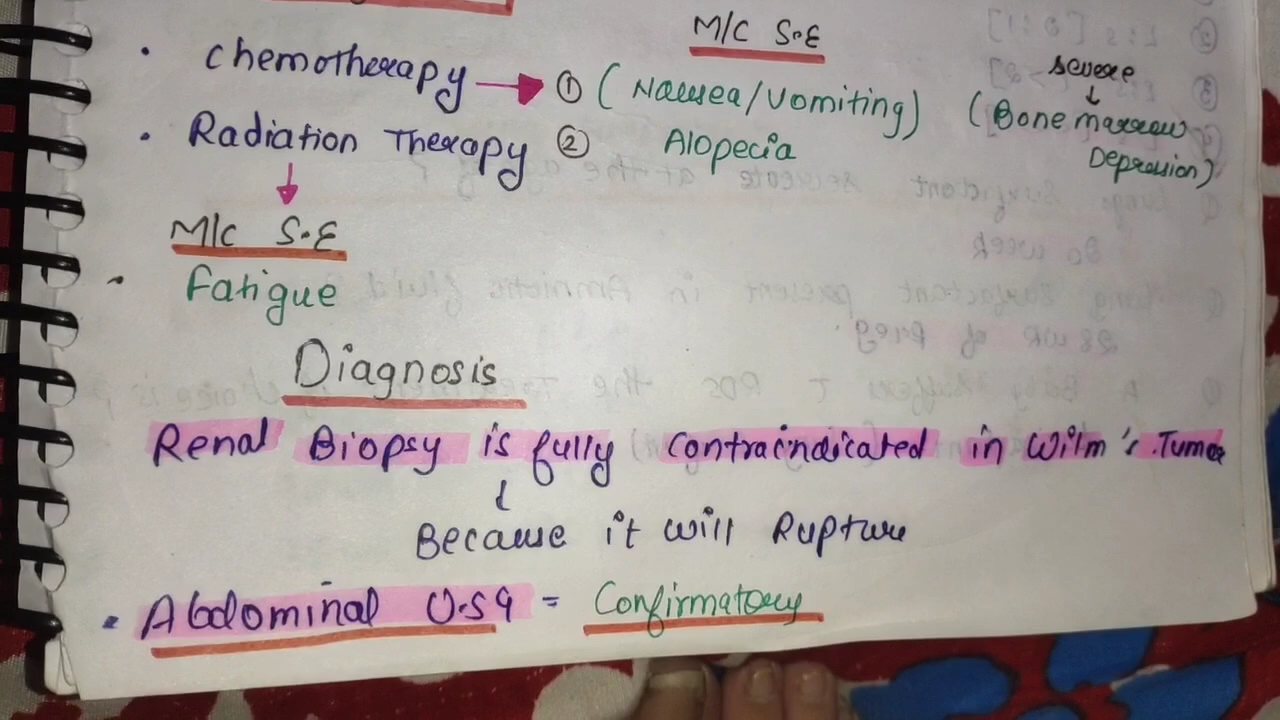 M/C S.E
• Chemotherapy → ① (Nausea/Vomiting) (Bone marrow Depression)
severe
↓
• Radiation Therapy ② Alopecia
↓
M/C S.E
• Fatigue
Diagnosis
Renal Biopsy is fully Contraindicated in Wilm's Tumor
↓
Because it will Rupture
• Abdominal U.S G = Confirmatory